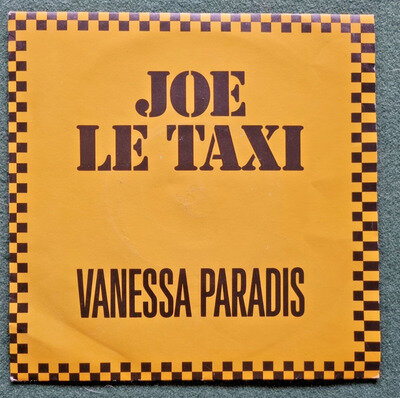 JOE
LE TAXI
VANESSA PARADIS